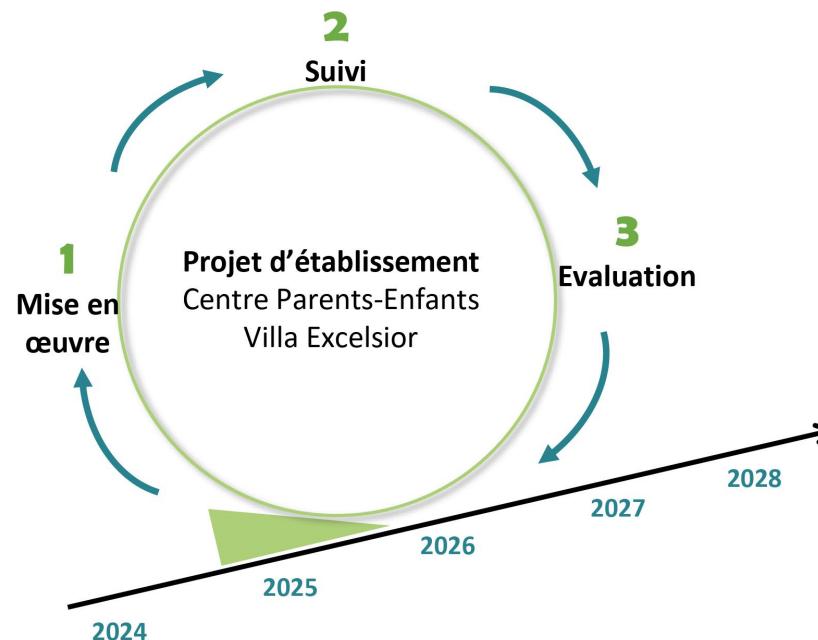 2
Suivi
1
Mise en
œuvre
Projet d’établissement
Centre Parents-Enfants
Villa Excelsior
3
Evaluation
2024
2025
2026
2027
2028